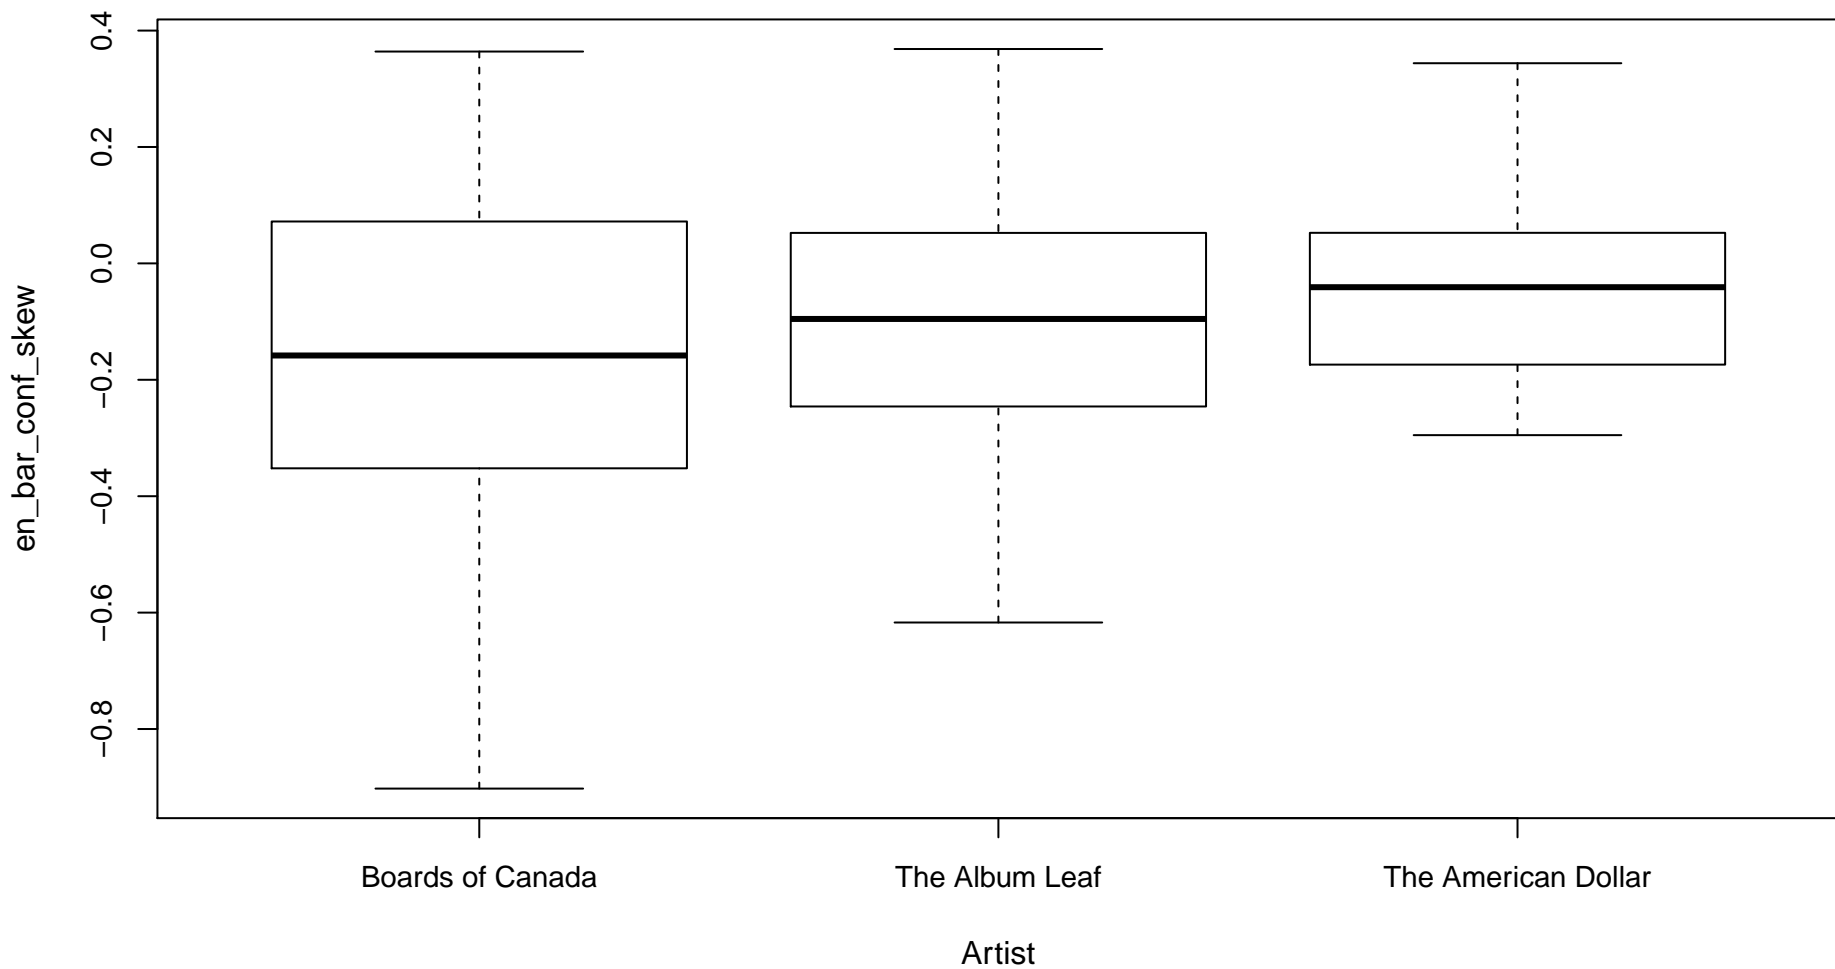 en_bar_conf_skew
0.4
0.2
0.0
−0.2
−0.4
−0.6
−0.8
Boards of Canada
The Album Leaf
The American Dollar
Artist